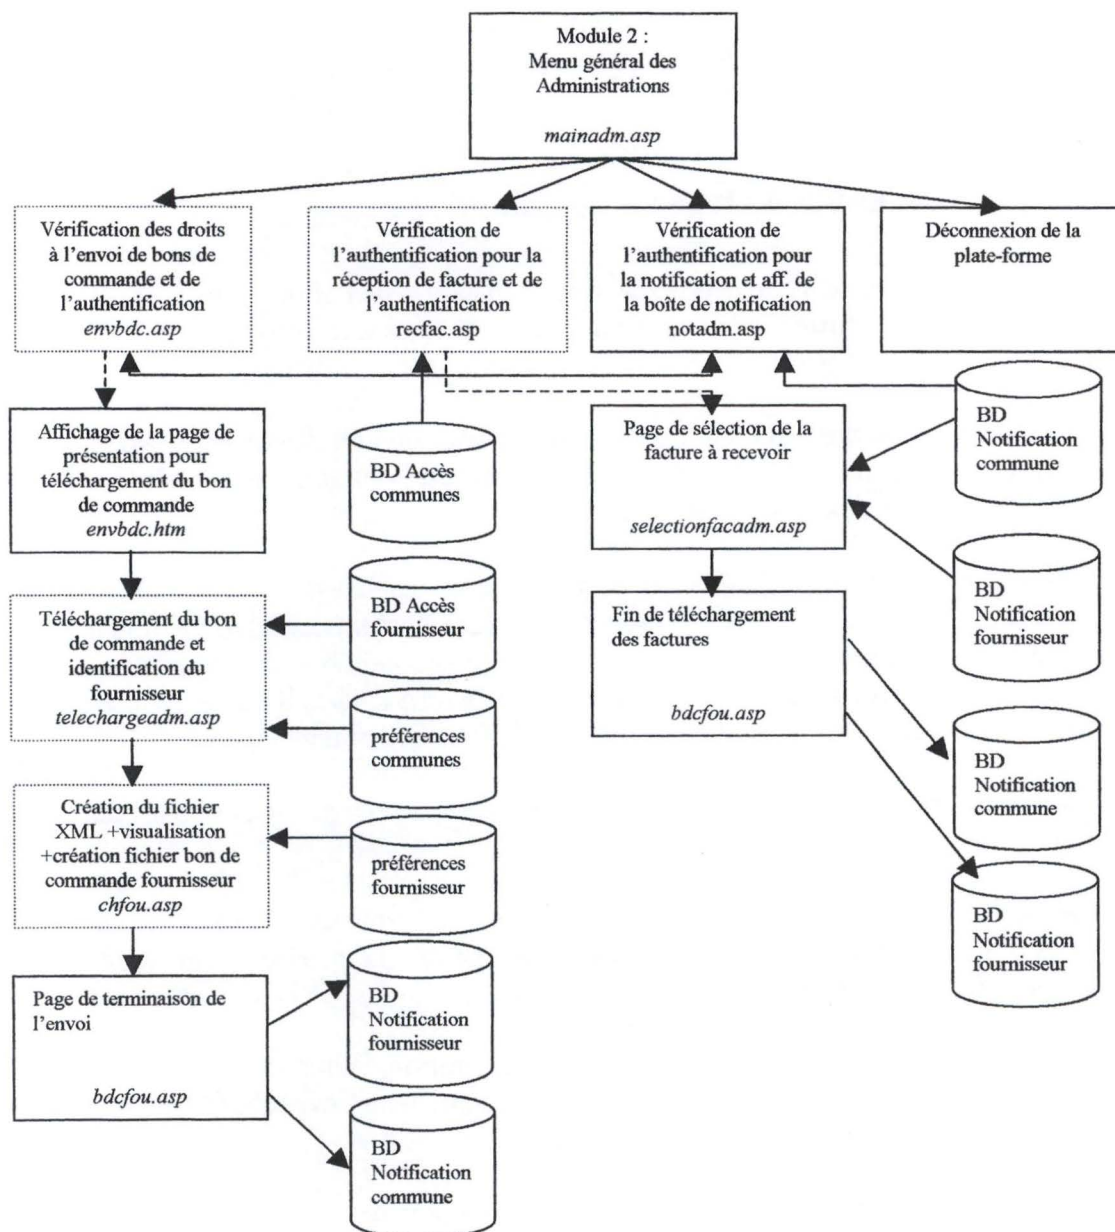 Module 2 :
Menu général des
Administrations
mainadm.asp
Vérification des droits
à l'envoi de bons de
commande et de
l'authentification
envbdc.asp
Vérification de
l'authentification pour la
réception de facture et de
l'authentification
recfac.asp
Vérification de
l'authentification pour
la notification et aff. de
la boîte de notification
notadm.asp
Déconnexion de la
plate-forme
Affichage de la page de
présentation pour
téléchargement du bon
de commande
envbdc.htm
BD Accès
communes
Page de sélection de la
facture à recevoir
selectionfacadm.asp
BD
Notification
commune
Téléchargement du bon
de commande et
identification du
fournisseur
telechargeadm.asp
BD Accès
fournisseur
Fin de téléchargement
des factures
bdcfou.asp
BD
Notification
fournisseur
préférences
communes
BD
Notification
commune
Création du fichier
XML +visualisation
+création fichier bon de
commande fournisseur
chfou.asp
préférences
fournisseur
BD
Notification
fournisseur
Page de terminaison de
l'envoi
bdcfou.asp
BD
Notification
fournisseur
BD
Notification
commune